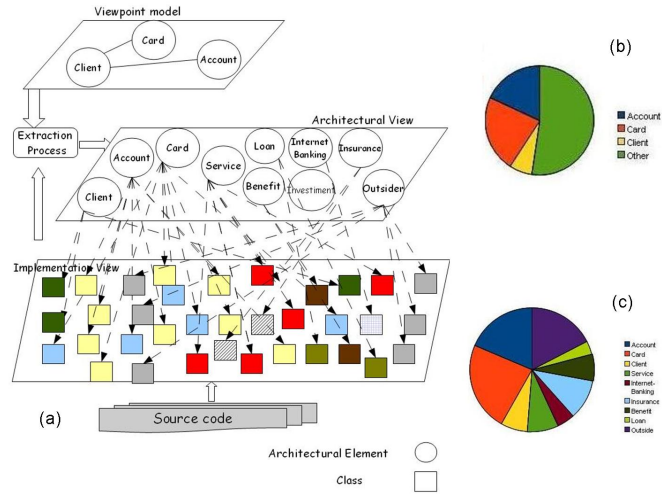 Viewpoint model
Card
Client
Account
Extraction
Process
Architectural View
Account
Card
Service
Loan
Internet
Banking
Insurance
Client
Benefit
Investiment
Outsider
Implementation View
(a)
Source code
Architectural Element
Class
(b)
Account
Card
Client
Other
(c)
Account
Card
Client
Service
Internet-
Banking
Insurance
Benefit
Loan
Outside